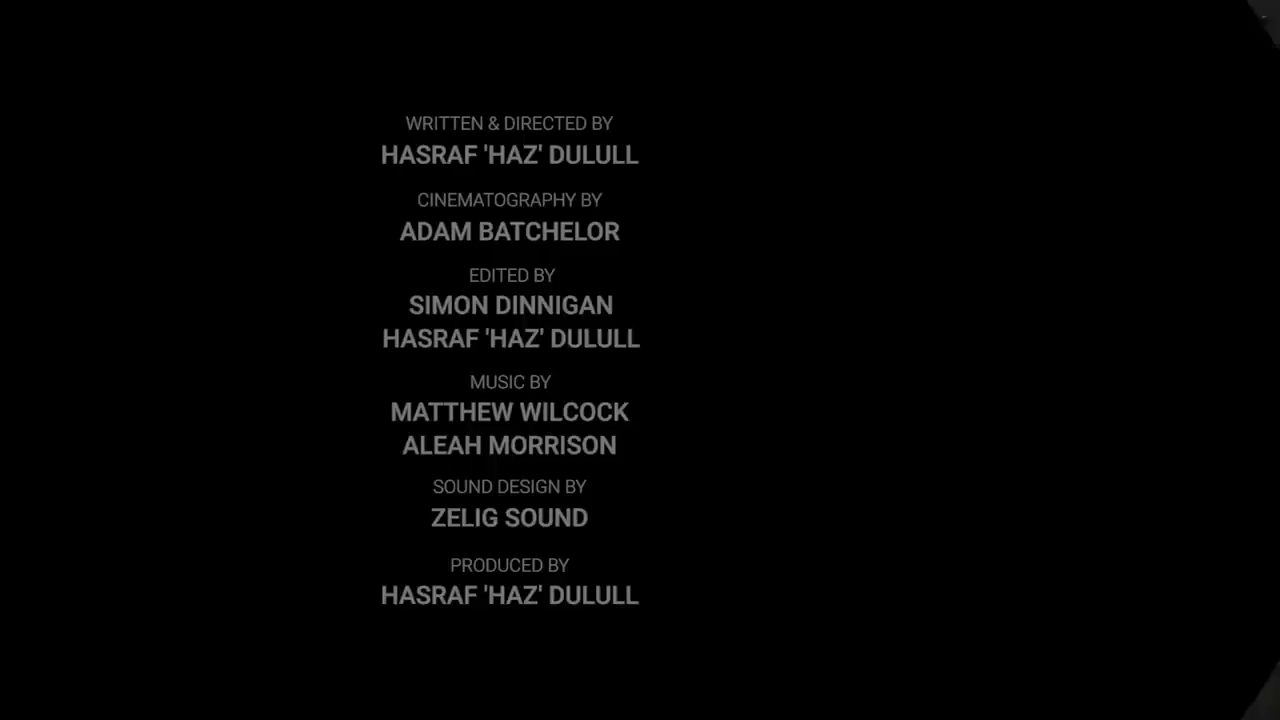 WRITTEN & DIRECTED BY
HASRAF 'HAZ' DULULL
CINEMATOGRAPHY BY
ADAM BATCHELOR
EDITED BY
SIMON DINNIGAN
HASRAF 'HAZ' DULULL
MUSIC BY
MATTHEW WILCOCK
ALEAH MORRISON
SOUND DESIGN BY
ZELIG SOUND
PRODUCED BY
HASRAF 'HAZ' DULULL